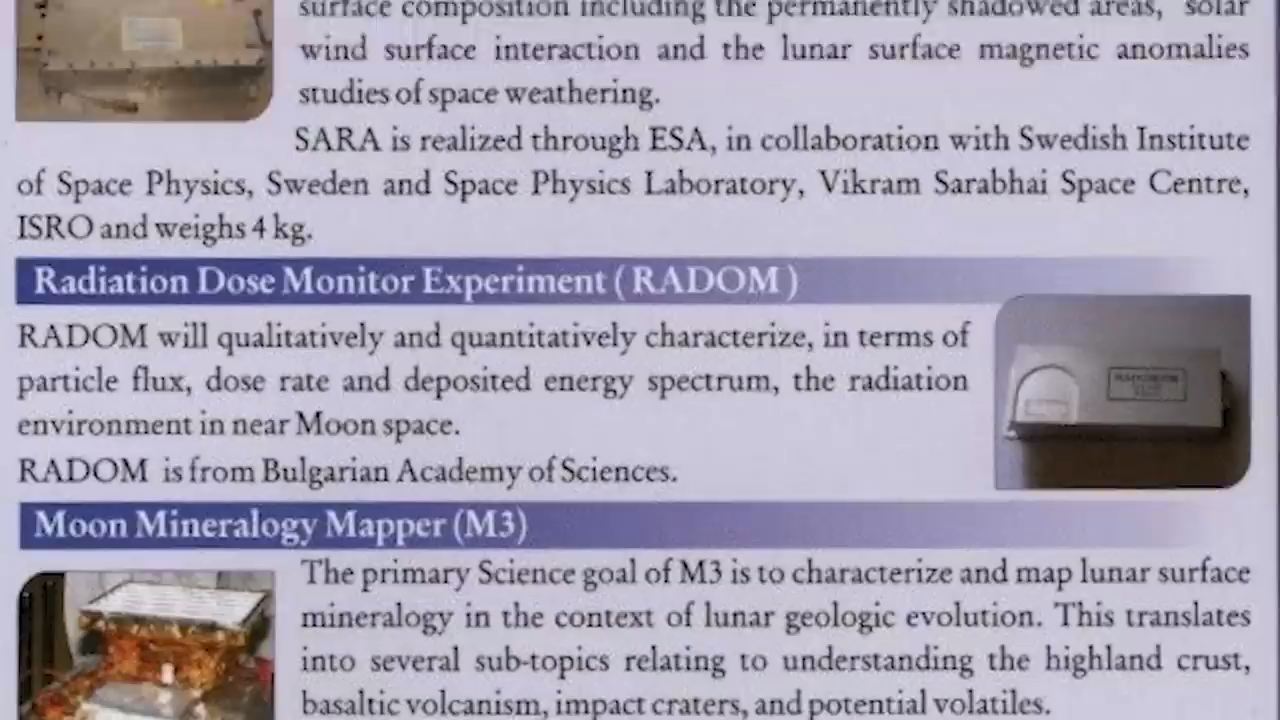 surface composition including the permanently shadowed areas, solar
wind surface interaction and the lunar surface magnetic anomalies
studies of space weathering.
SARA is realized through ESA, in collaboration with Swedish Institute
of Space Physics, Sweden and Space Physics Laboratory, Vikram Sarabhai Space Centre,
ISRO and weighs 4 kg.
Radiation Dose Monitor Experiment ( RADOM )
RADOM will qualitatively and quantitatively characterize, in terms of
particle flux, dose rate and deposited energy spectrum, the radiation
environment in near Moon space.
RADOM is from Bulgarian Academy of Sciences.
Moon Mineralogy Mapper (M3)
The primary Science goal of M3 is to characterize and map lunar surface
mineralogy in the context of lunar geologic evolution. This translates
into several sub-topics relating to understanding the highland crust,
basaltic volcanism, impact craters, and potential volatiles.